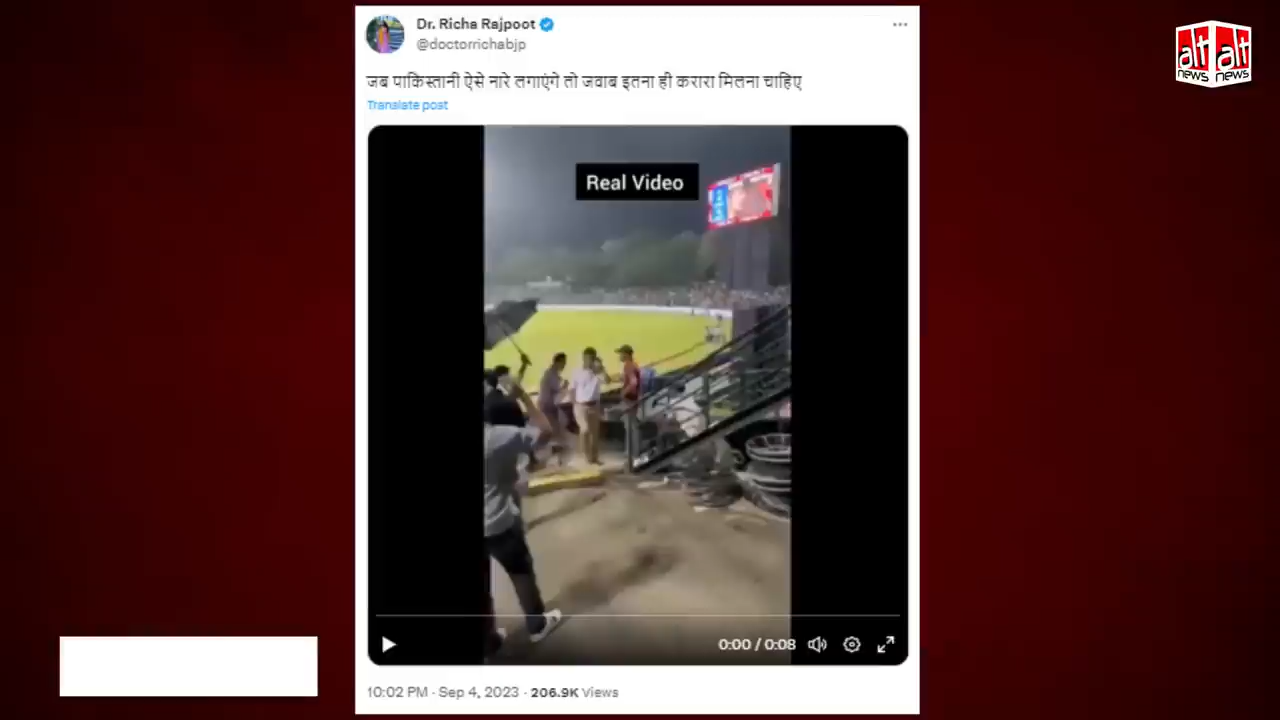 Dr. Richa Rajpoot
@doctorrichabjp
जब पाकिस्तानी ऐसे नारे लगाएंगे तो जवाब इतना ही करारा मिलना चाहिए
Translate post
Real Video
0:00 / 0:08
10:02 PM · Sep 4, 2023 · 206.9K Views
alt alt
news news